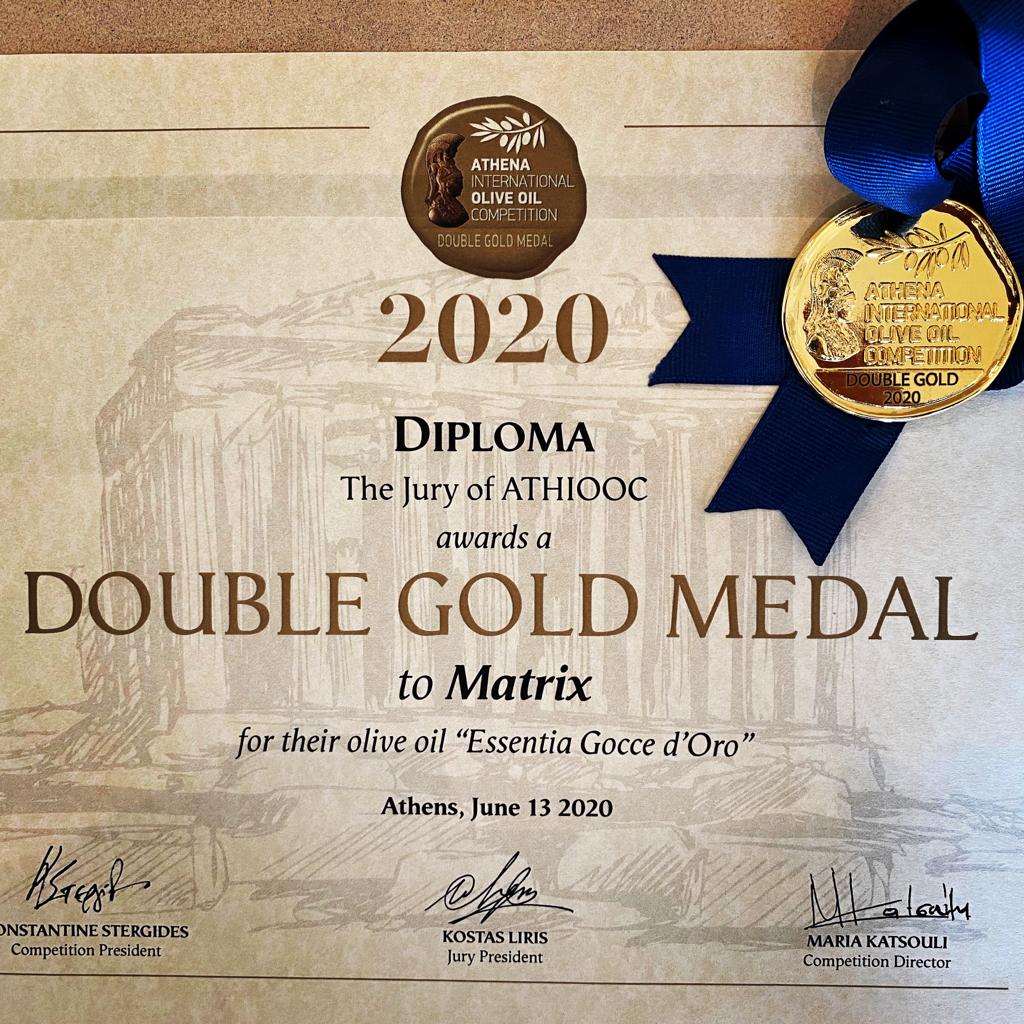 ATHENA
INTERNATIONAL
OLIVE OIL
COMPETITION
DOUBLE GOLD MEDAL
ATHENA
INTERNATIONAL
OLIVE OIL
COMPETITION
DOUBLE GOLD
2020
2020
DIPLOMA
The Jury of ATHIOOC
awards a
DOUBLE GOLD MEDAL
to Matrix
for their olive oil “Essentia Gocce d’Oro”
Athens, June 13 2020
ONSTANTINE STERGIDES
Competition President
KOSTAS LIRIS
Jury President
MARIA KATSOULI
Competition Director